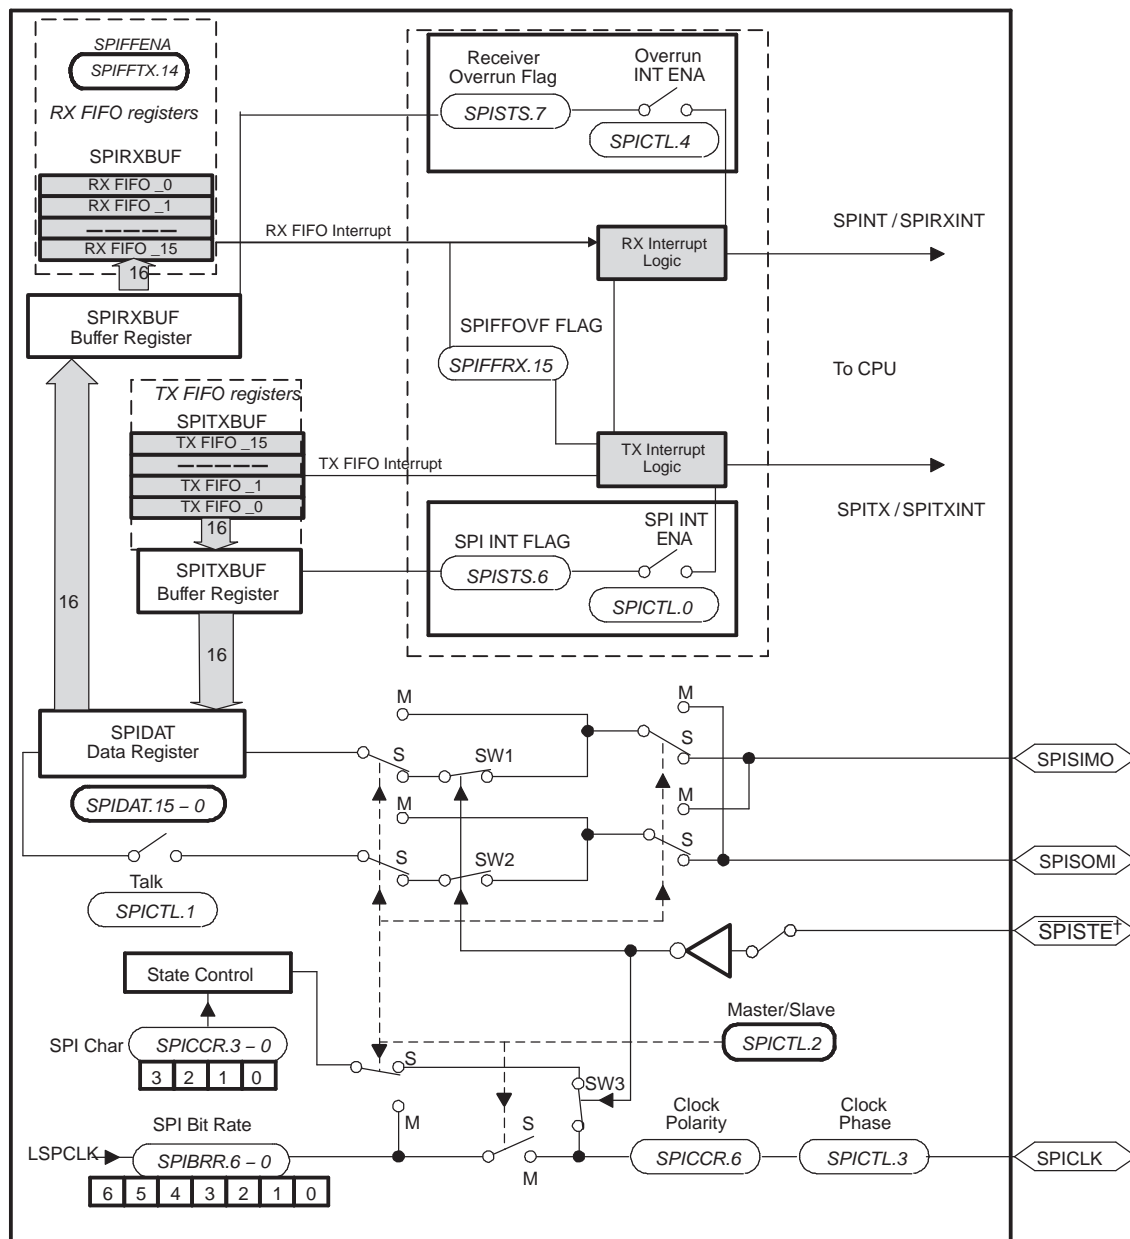 SPIFFENA
SPIFFTX.14
RX FIFO registers
SPIRXBUF
RX FIFO _0
RX FIFO _1
— — — — —
RX FIFO _15
16
SPIRXBUF
Buffer Register
Receiver
Overrun Flag
SPISTS.7
Overrun
INT ENA
SPICTL.4
RX FIFO Interrupt
RX Interrupt
Logic
SPINT / SPIRXINT
SPIFFOVF FLAG
SPIFFRX.15
To CPU
TX FIFO registers
SPITXBUF
TX FIFO _15
— — — — —
TX FIFO _1
TX FIFO _0
16
TX FIFO Interrupt
TX Interrupt
Logic
SPITX / SPITXINT
SPITXBUF
Buffer Register
SPI INT FLAG
SPISTS.6
SPI INT
ENA
SPICTL.0
16
16
SPIDAT
Data Register
SPIDAT.15 – 0
M
S
SW1
M
S
SPISIMO
M
S
SW2
M
S
SPISOMI
Talk
SPICTL.1
SPISTE†
State Control
Master/Slave
SPICTL.2
SPI Char
SPICCR.3 – 0
3 2 1 0
S
M
SW3
SPI Bit Rate
LSPCLK
SPIBRR.6 – 0
6 5 4 3 2 1 0
S
M
Clock
Polarity
SPICCR.6
Clock
Phase
SPICTL.3
SPICLK